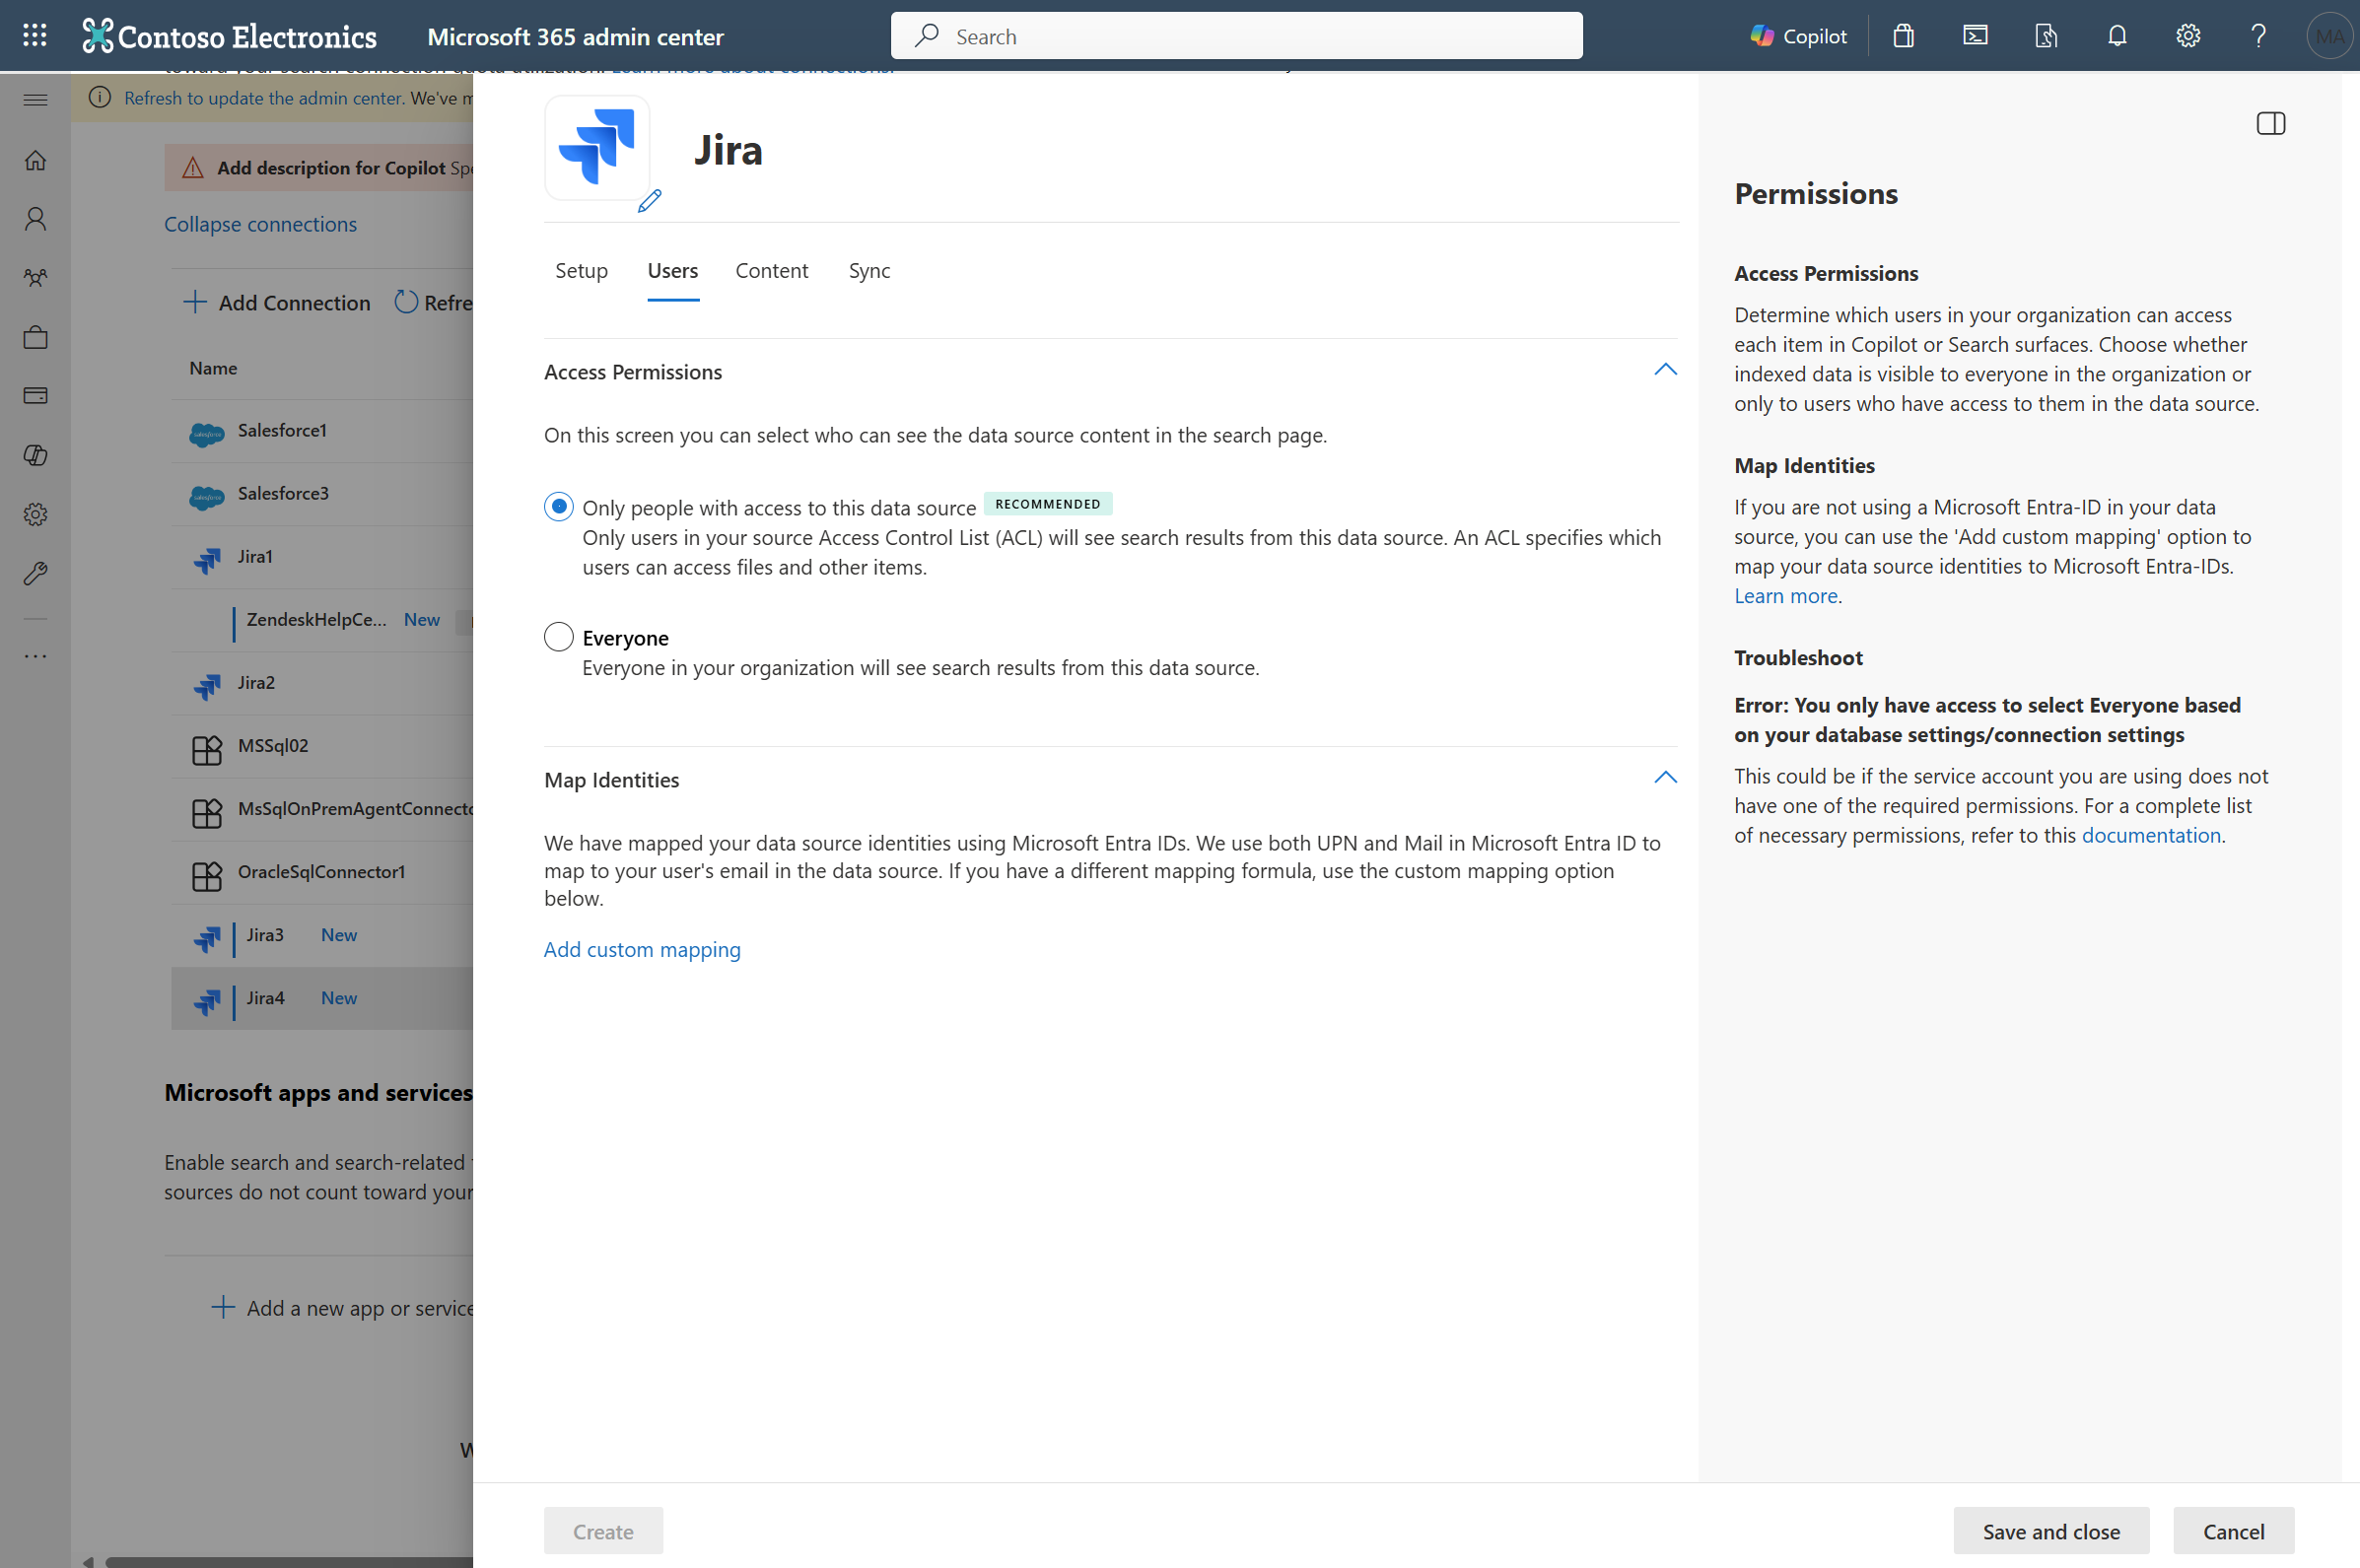 Contoso Electronics
Microsoft 365 admin center
Search
Copilot
MA
Refresh to update the admin center. We've m
Add description for Copilot Spe
Collapse connections
Add Connection
Refre
Name
Salesforce1
Salesforce3
Jira1
ZendeskHelpCe... New
Jira2
MSSql02
MsSqlOnPremAgentConnecto
OracleSqlConnector1
Jira3 New
Jira4 New
Microsoft apps and services
Enable search and search-related
sources do not count toward your
Add a new app or service
Jira
Setup
Users
Content
Sync
Access Permissions
On this screen you can select who can see the data source content in the search page.
Only people with access to this data source RECOMMENDED
Only users in your source Access Control List (ACL) will see search results from this data source. An ACL specifies which
users can access files and other items.
Everyone
Everyone in your organization will see search results from this data source.
Map Identities
We have mapped your data source identities using Microsoft Entra IDs. We use both UPN and Mail in Microsoft Entra ID to
map to your user's email in the data source. If you have a different mapping formula, use the custom mapping option
below.
Add custom mapping
Create
Save and close
Cancel
Permissions
Access Permissions
Determine which users in your organization can access
each item in Copilot or Search surfaces. Choose whether
indexed data is visible to everyone in the organization or
only to users who have access to them in the data source.
Map Identities
If you are not using a Microsoft Entra-ID in your data
source, you can use the 'Add custom mapping' option to
map your data source identities to Microsoft Entra-IDs.
Learn more.
Troubleshoot
Error: You only have access to select Everyone based
on your database settings/connection settings
This could be if the service account you are using does not
have one of the required permissions. For a complete list
of necessary permissions, refer to this documentation.